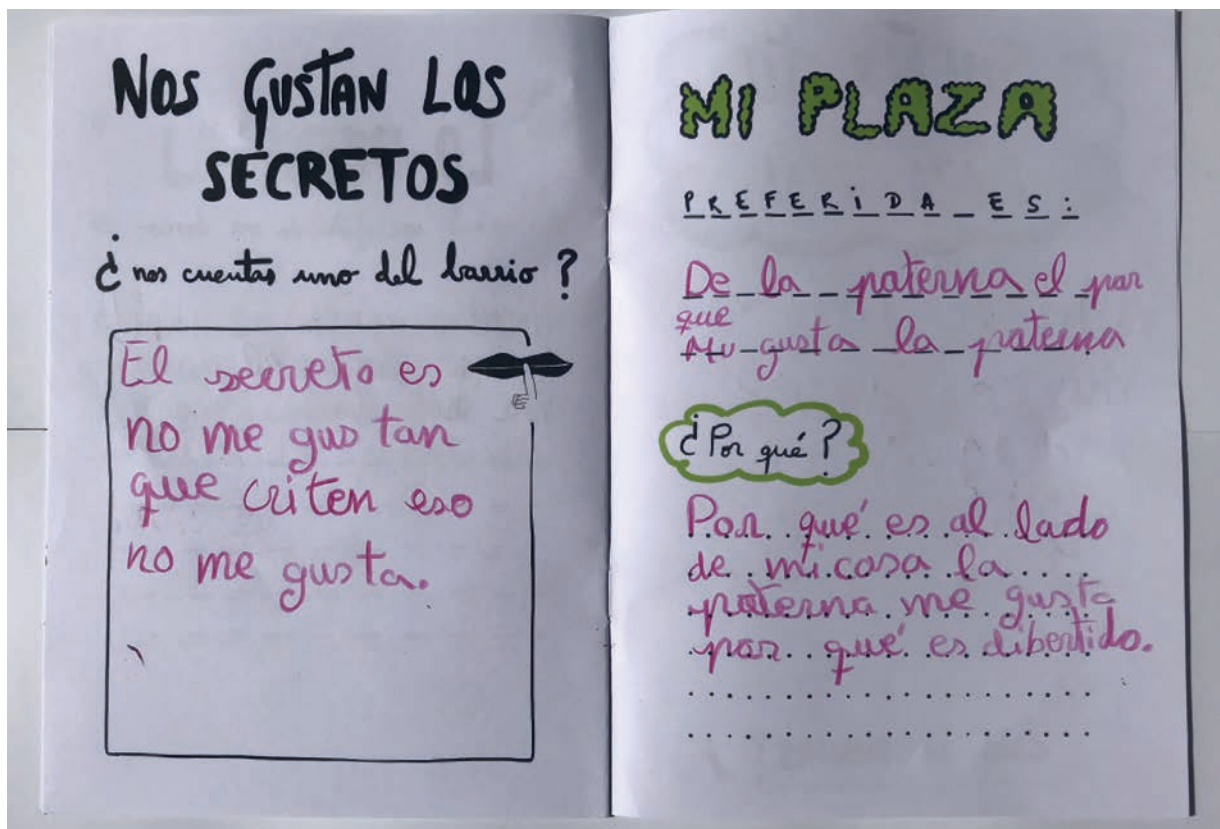 NOS GUSTAN LOS
SECRETOS
¿nos cuentas uno del barrio?
El secreto es
no me gustan
que criten eso
no me gusta.
MI PLAZA
PREFERIDA ES:
De la paterna el par
que
gusta la paterna
¿Por qué?
Por qué es al lado
de mi casa la
paterna me gusta
por qué es dibertido.